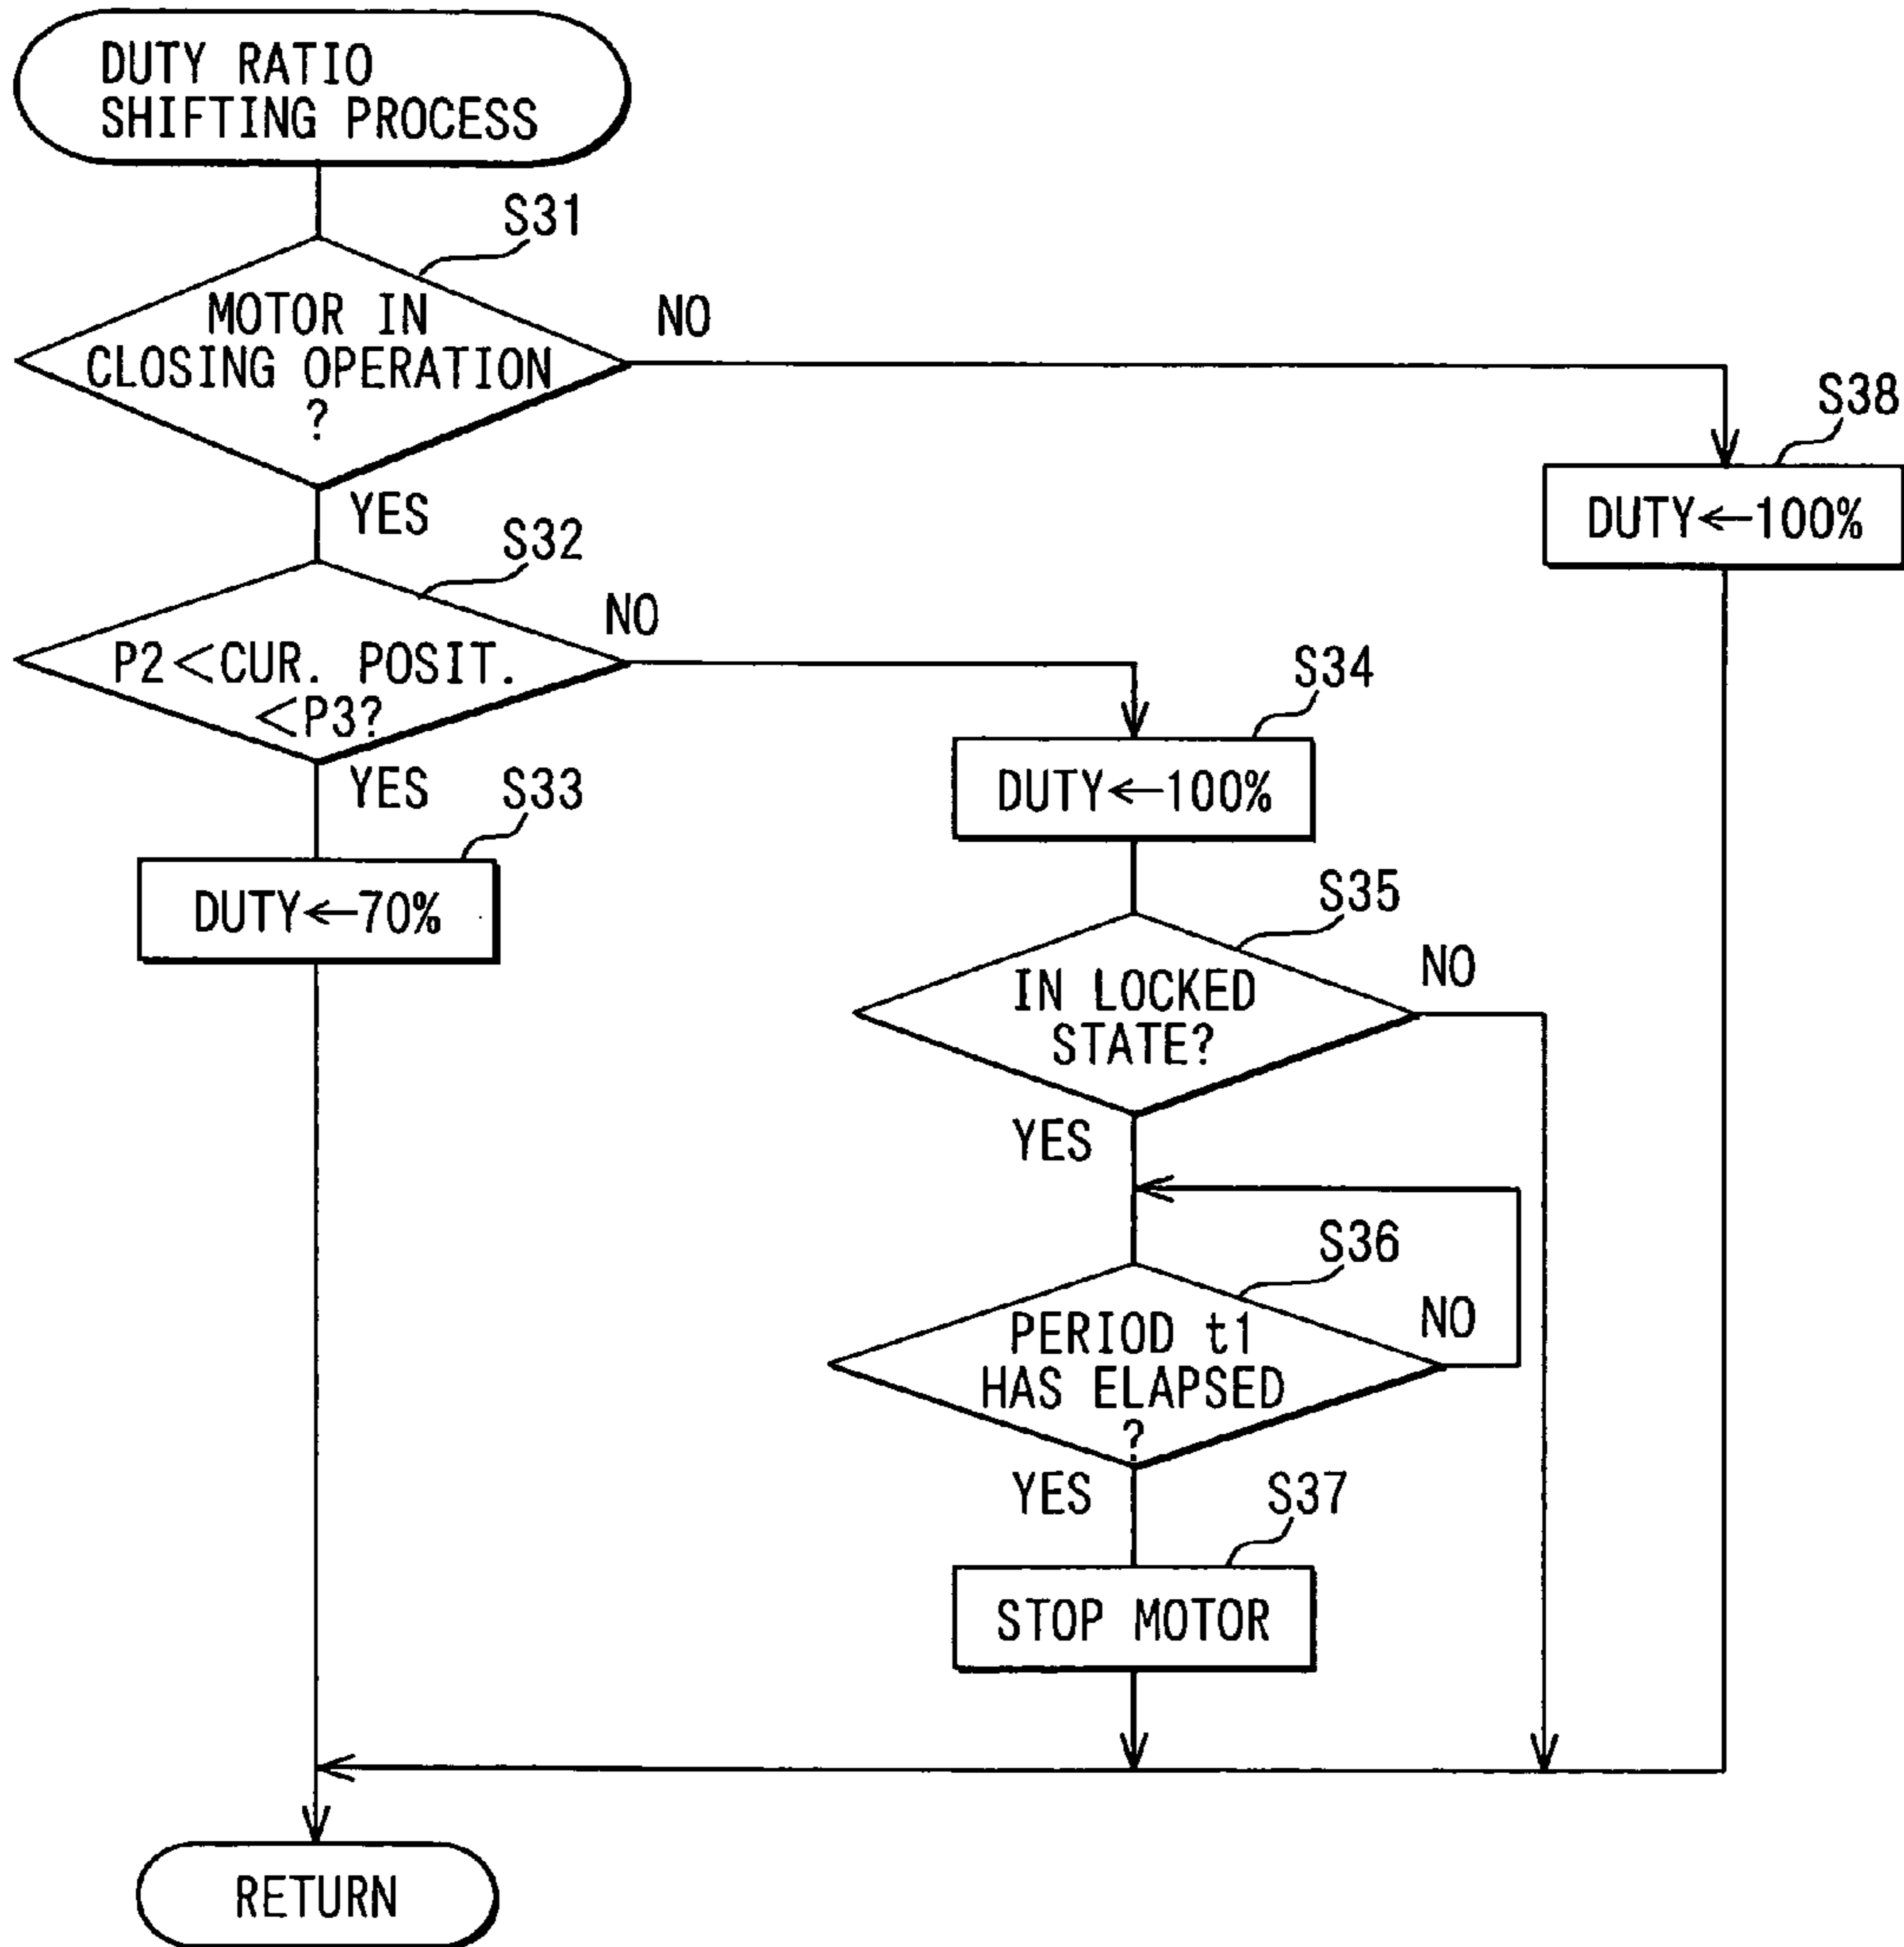 DUTY RATIO
SHIFTING PROCESS
S31
MOTOR IN
CLOSING OPERATION
?
NO
YES
S38
DUTY←100%
S32
P2<CUR. POSIT.
<P3?
NO
YES
S33
DUTY←70%
S34
DUTY←100%
S35
IN LOCKED
STATE?
NO
YES
S36
PERIOD t1
HAS ELAPSED
?
NO
YES
S37
STOP MOTOR
RETURN